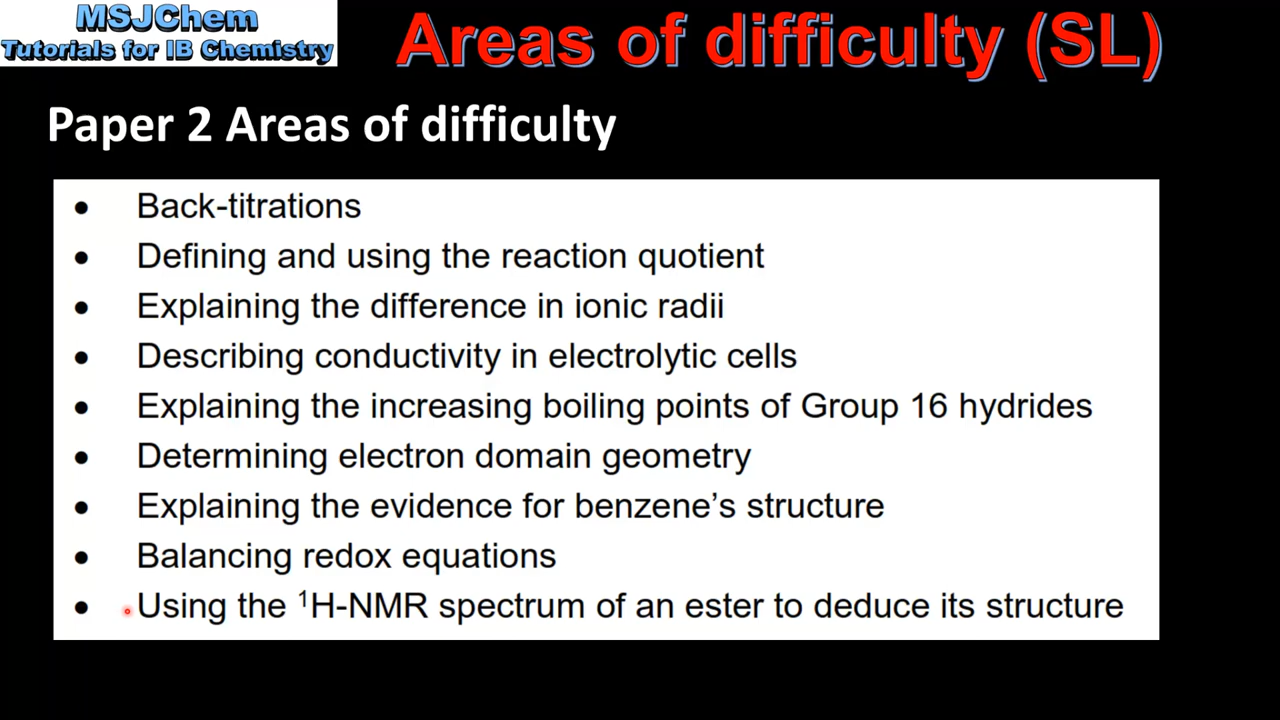 MSJChem
Tutorials for IB Chemistry
Areas of difficulty (SL)
Paper 2 Areas of difficulty
• Back-titrations
• Defining and using the reaction quotient
• Explaining the difference in ionic radii
• Describing conductivity in electrolytic cells
• Explaining the increasing boiling points of Group 16 hydrides
• Determining electron domain geometry
• Explaining the evidence for benzene’s structure
• Balancing redox equations
• Using the ¹H-NMR spectrum of an ester to deduce its structure